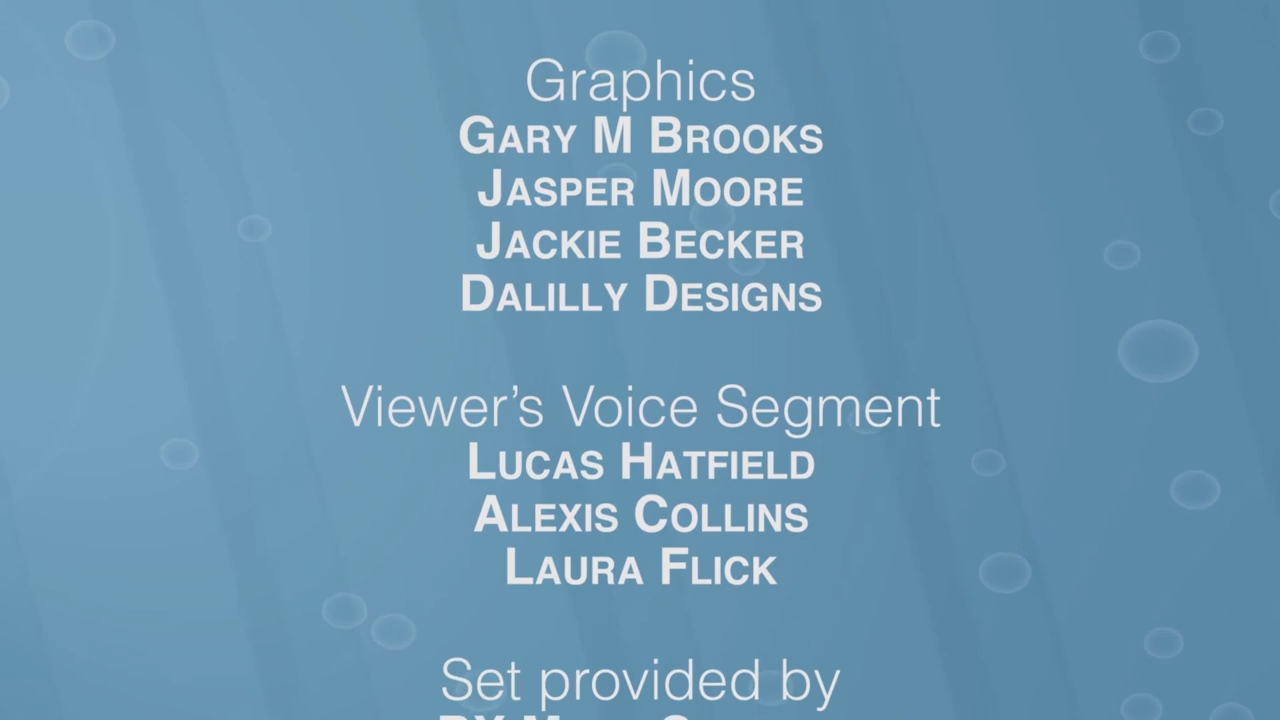 Graphics
GARY M BROOKS
JASPER MOORE
JACKIE BECKER
DALILLY DESIGNS
Viewer's Voice Segment
LUCAS HATFIELD
ALEXIS COLLINS
LAURA FLICK
Set provided by